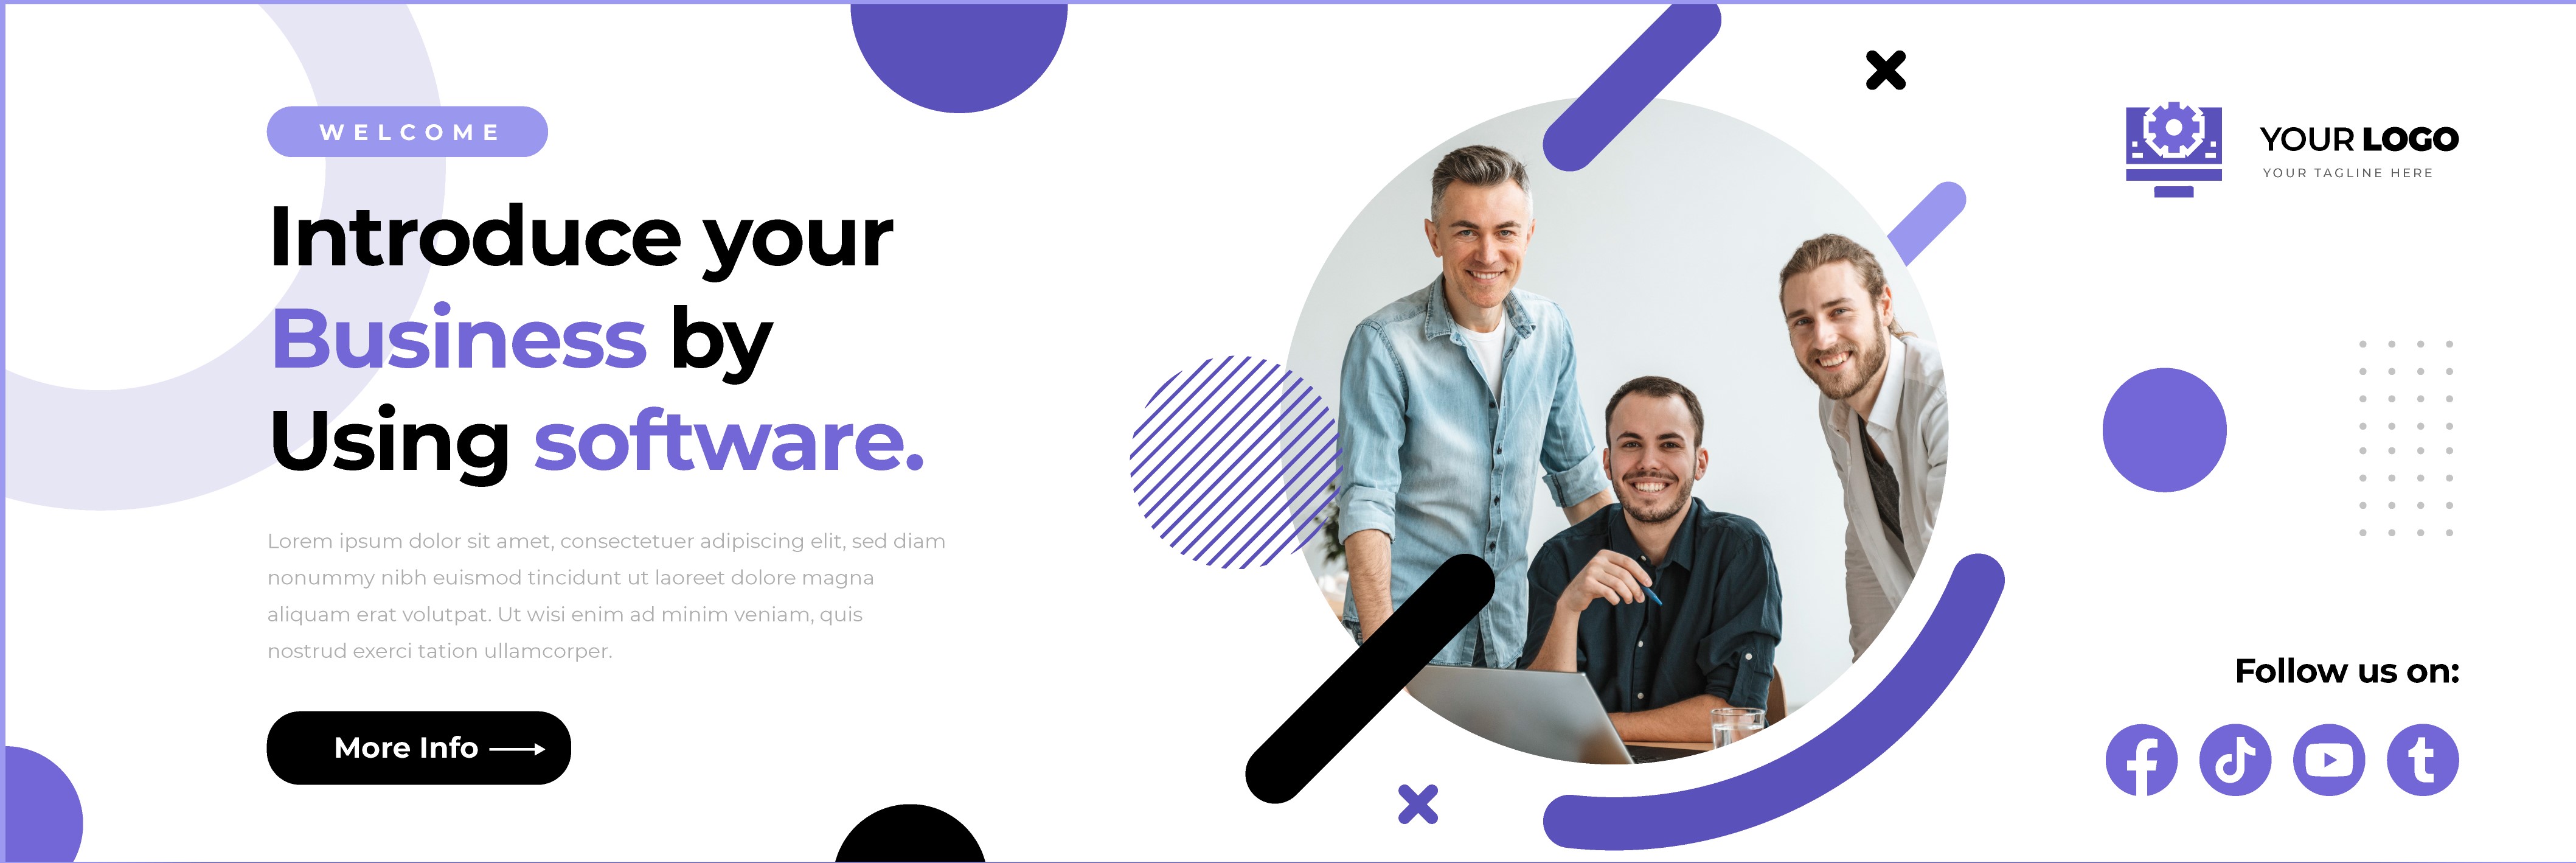 WELCOME
Introduce your
Business by
Using software.
Lorem ipsum dolor sit amet, consectetuer adipiscing elit, sed diam
nonummy nibh euismod tincidunt ut laoreet dolore magna
aliquam erat volutpat. Ut wisi enim ad minim veniam, quis
nostrud exerci tation ullamcorper.
More Info
YOUR LOGO
YOUR TAGLINE HERE
Follow us on: